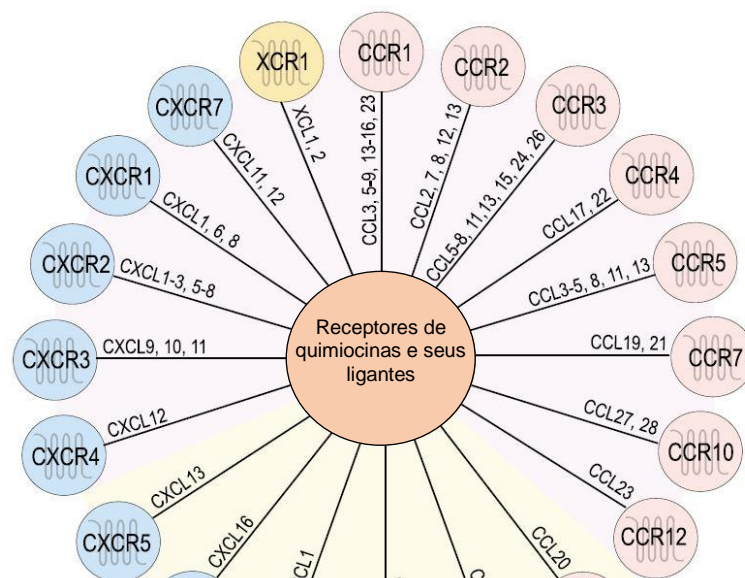 XCR1
XCL1, 2
CCR1
CCL3, 5-9, 13-16, 23
CCR2
CCL2, 7, 8, 12, 13
CCR3
CCL5-8, 11,13, 15, 24, 26
CCR4
CCL17, 22
CCR5
CCL3-5, 8, 11, 13
CCR7
CCL19, 21
CCR10
CCL27, 28
CCR12
CCL23
CCL20
CXCR7
CXCL11, 12
CXCR1
CXCL1, 6, 8
CXCR2
CXCL1-3, 5-8
CXCR3
CXCL9, 10, 11
CXCR4
CXCL12
CXCR5
CXCL13
CXCL16
Receptores de
quimiocinas e seus
ligantes